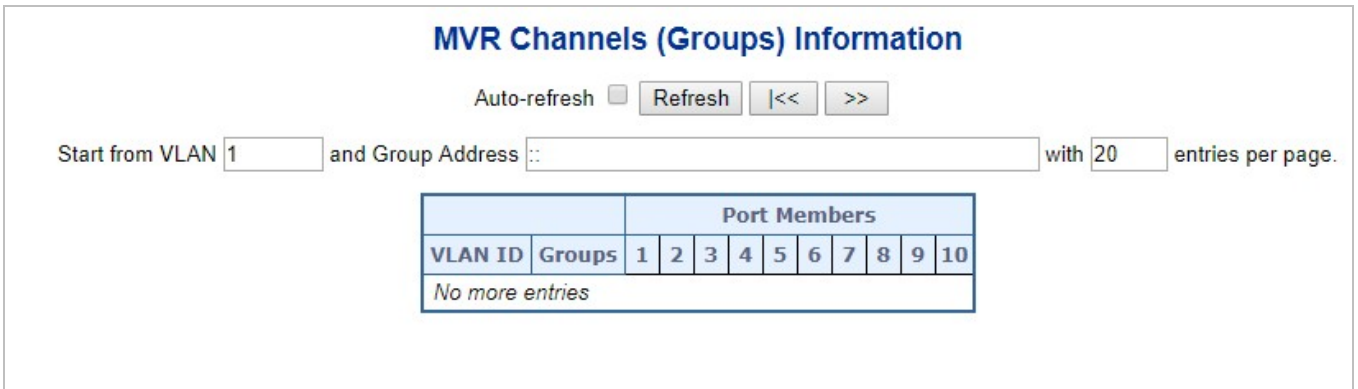 MVR Channels (Groups) Information
Auto-refresh Refresh |<< >>
Start from VLAN 1 and Group Address :: with 20 entries per page.
Port Members
VLAN ID Groups 1 2 3 4 5 6 7 8 9 10
No more entries